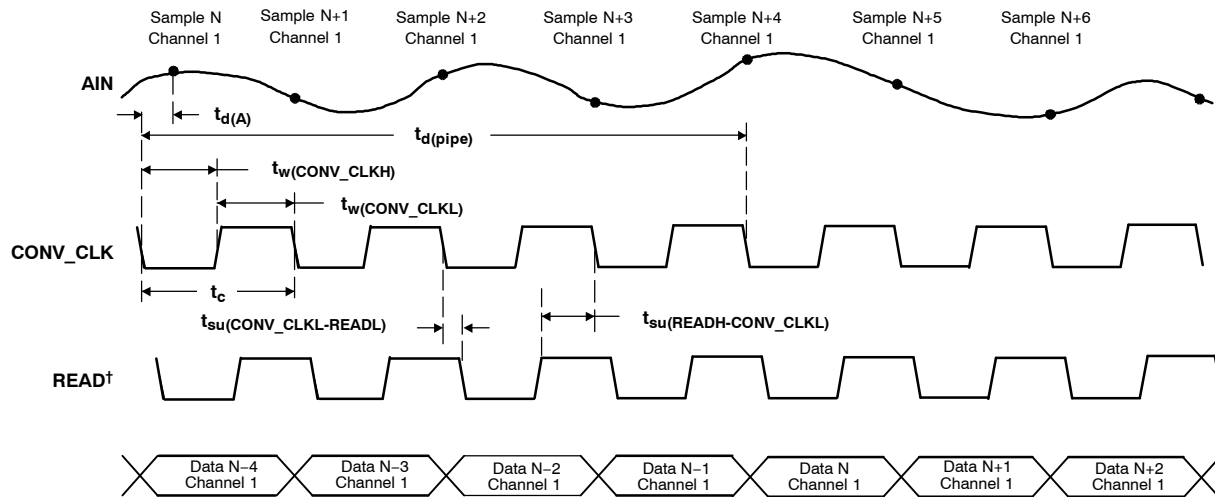 Sample N
Channel 1
Sample N+1
Channel 1
Sample N+2
Channel 1
Sample N+3
Channel 1
Sample N+4
Channel 1
Sample N+5
Channel 1
Sample N+6
Channel 1
AIN
td(A)
td(pipe)
tw(CONV_CLKH)
tw(CONV_CLKL)
CONV_CLK
tc
tsu(CONV_CLKL-READL)
tsu(READH-CONV_CLKL)
READ†
Data N−4
Channel 1
Data N−3
Channel 1
Data N−2
Channel 1
Data N−1
Channel 1
Data N
Channel 1
Data N+1
Channel 1
Data N+2
Channel 1